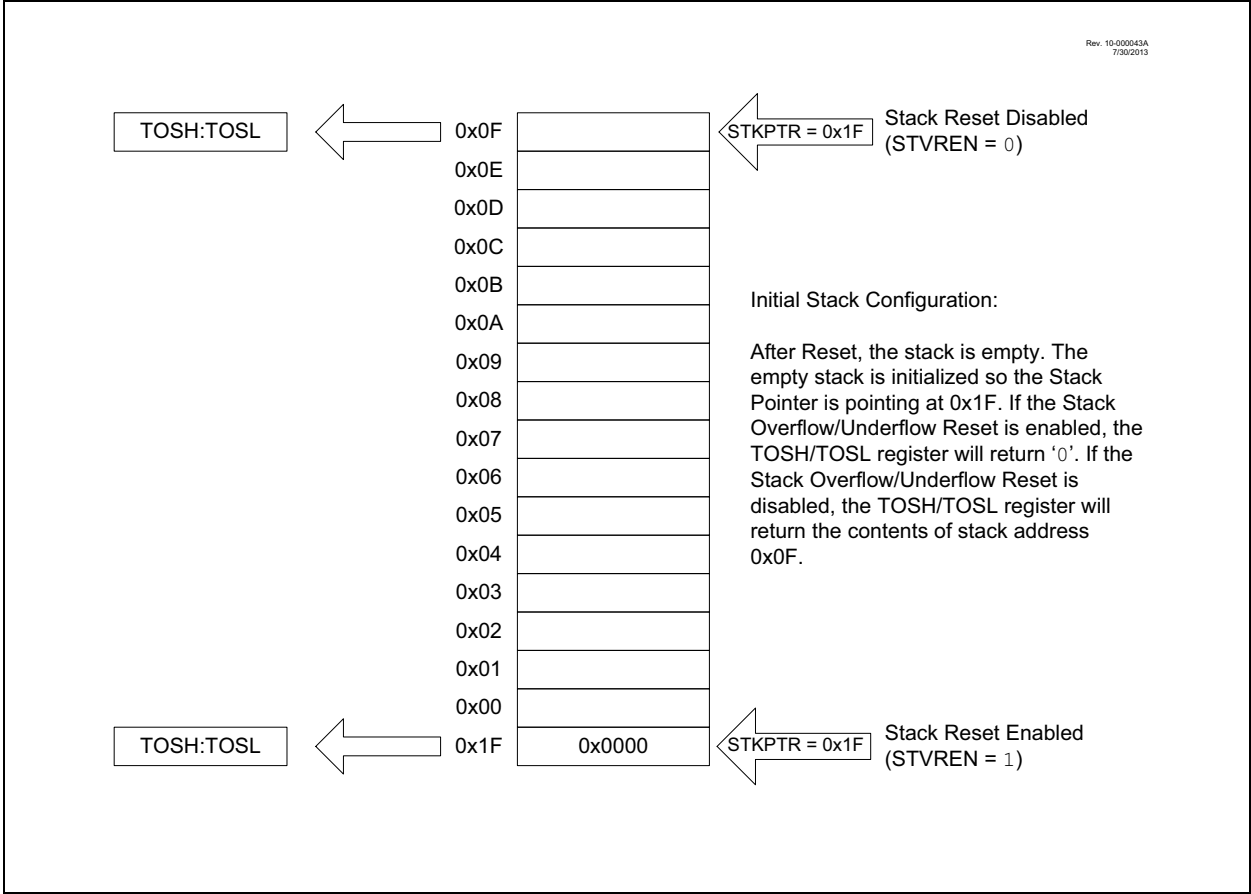 Rev. 10-000043A
7/30/2013
TOSH:TOSL
0x0F
STKPTR = 0x1F
Stack Reset Disabled
(STVREN = 0)
0x0E
0x0D
0x0C
0x0B
0x0A
0x09
0x08
0x07
0x06
0x05
0x04
0x03
0x02
0x01
0x00
Initial Stack Configuration:
After Reset, the stack is empty. The
empty stack is initialized so the Stack
Pointer is pointing at 0x1F. If the Stack
Overflow/Underflow Reset is enabled, the
TOSH/TOSL register will return ‘0’. If the
Stack Overflow/Underflow Reset is
disabled, the TOSH/TOSL register will
return the contents of stack address
0x0F.
TOSH:TOSL
0x1F
0x0000
STKPTR = 0x1F
Stack Reset Enabled
(STVREN = 1)